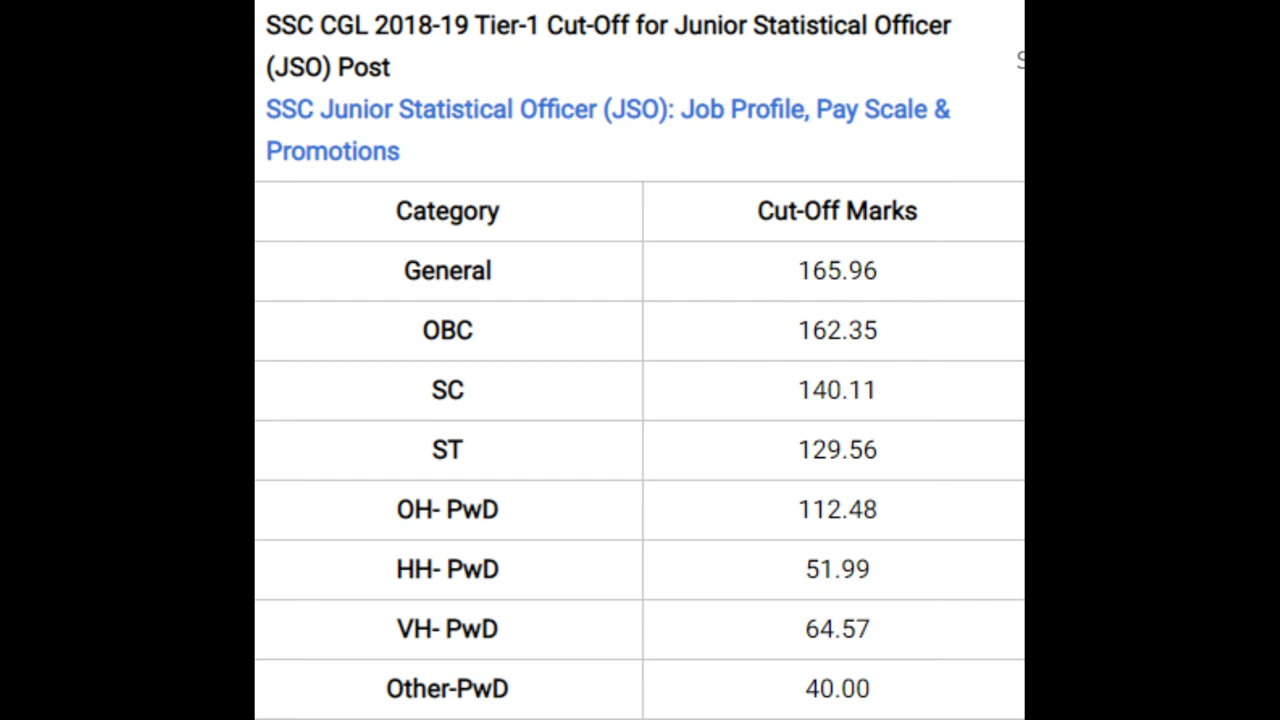 SSC CGL 2018-19 Tier-1 Cut-Off for Junior Statistical Officer
(JSO) Post
SSC Junior Statistical Officer (JSO): Job Profile, Pay Scale &
Promotions
Category Cut-Off Marks
General 165.96
OBC 162.35
SC 140.11
ST 129.56
OH- PwD 112.48
HH- PwD 51.99
VH- PwD 64.57
Other-PwD 40.00